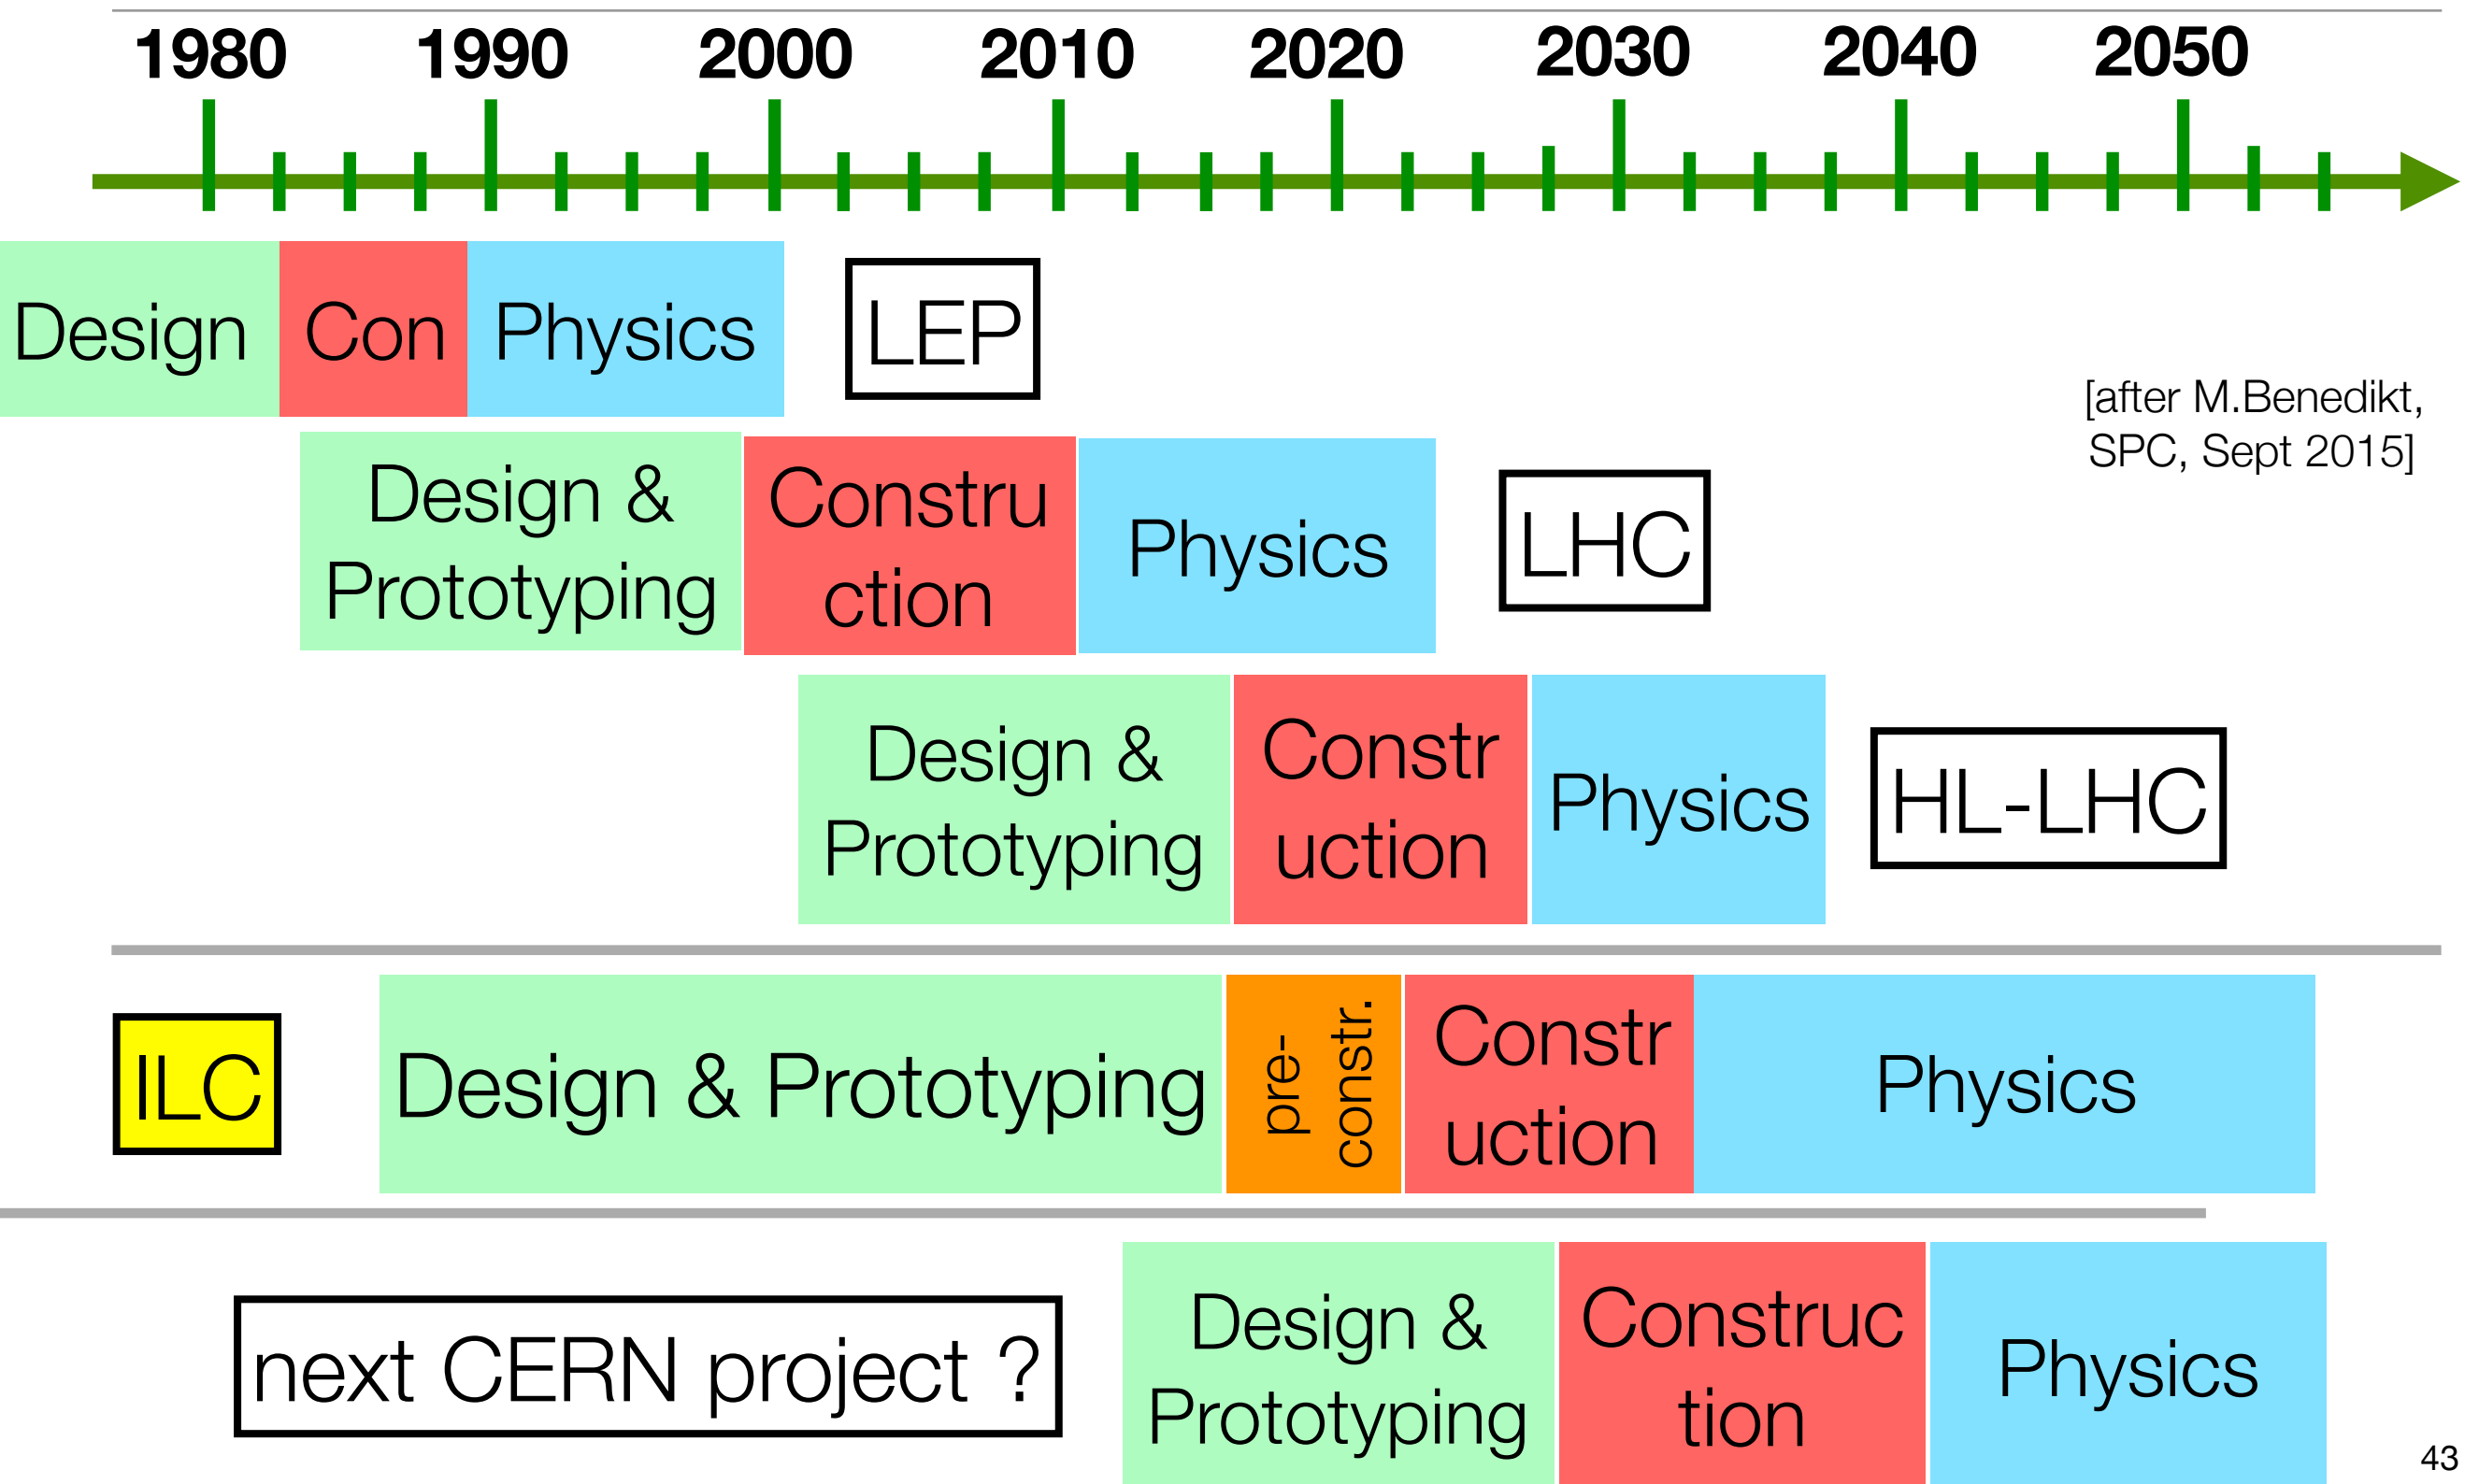 1980 1990 2000 2010 2020 2030 2040 2050
Design Con Physics LEP
[after M.Benedikt,
SPC, Sept 2015]
Design &
Prototyping
Constru
ction
Physics
LHC
Design &
Prototyping
Constr
uction
Physics
HL-LHC
ILC
Design & Prototyping
pre-
constr.
Constr
uction
Physics
next CERN project ?
Design &
Prototyping
Construc
tion
Physics
43